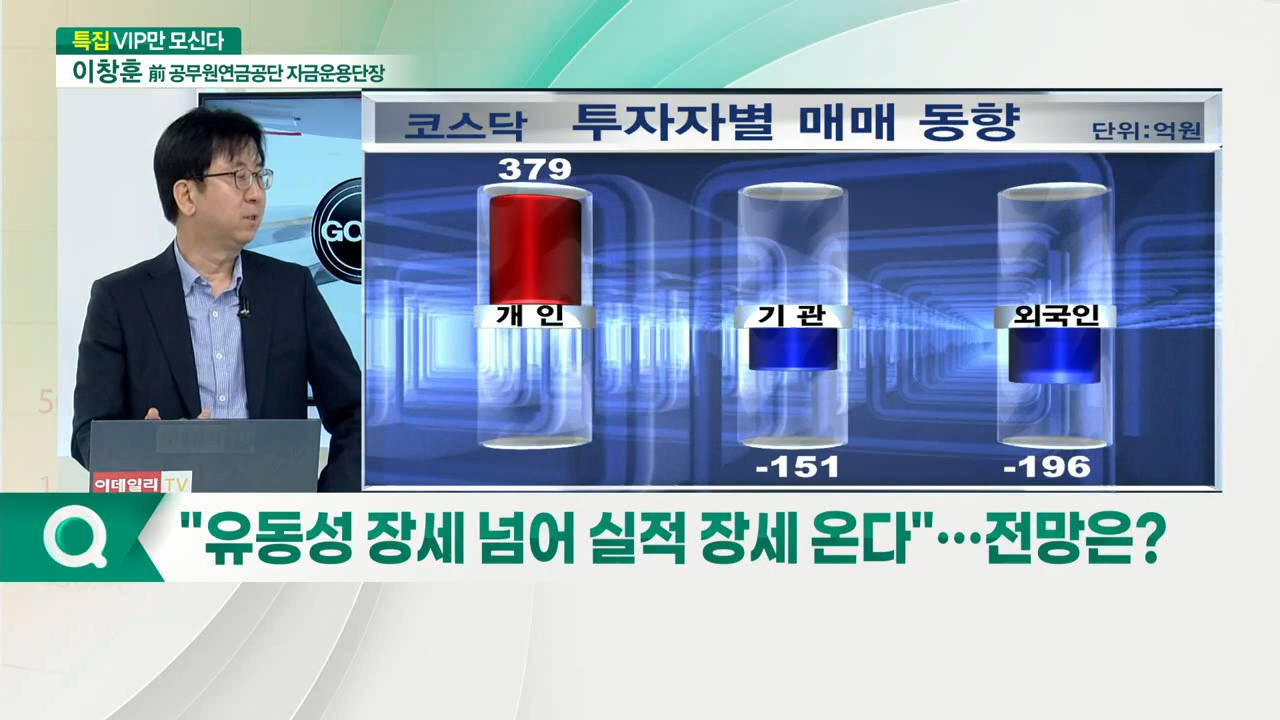 특집 VIP만 모신다
이창훈 前 공무원연금공단 자금운용단장
코스닥 투자자별 매매 동향 단위:억원
379
GO
개인 기관 외국인
-151 -196
이데일리TV
"유동성 장세 넘어 실적 장세 온다"…전망은?